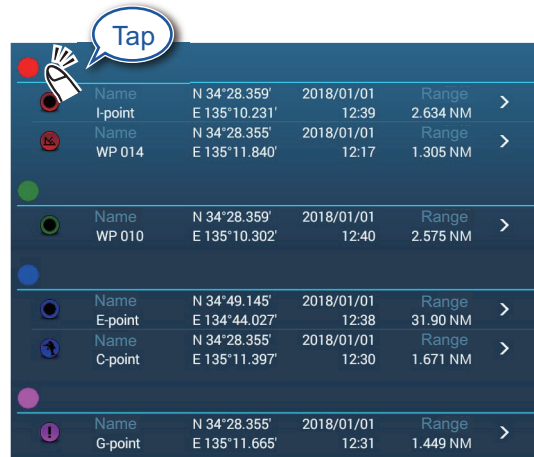 Tap
Name N 34°28.359' 2018/01/01 Range
I-point E 135°10.231' 12:39 2.634 NM
Name N 34°28.355' 2018/01/01 Range
WP 014 E 135°11.840' 12:17 1.305 NM
Name N 34°28.359' 2018/01/01 Range
WP 010 E 135°10.302' 12:40 2.575 NM
Name N 34°49.145' 2018/01/01 Range
E-point E 134°44.027' 12:38 31.90 NM
Name N 34°28.355' 2018/01/01 Range
C-point E 135°11.397' 12:30 1.671 NM
Name N 34°28.355' 2018/01/01 Range
G-point E 135°11.665' 12:31 1.449 NM